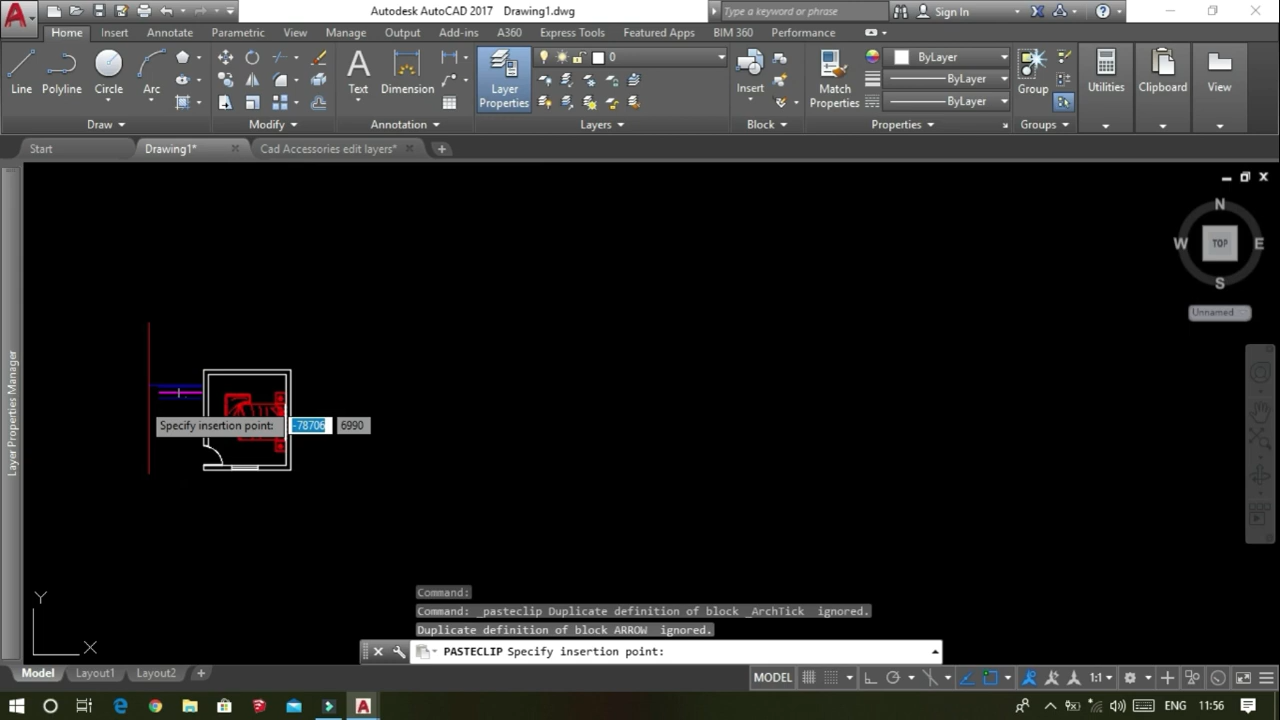 Autodesk AutoCAD 2017 Drawing1.dwg
Type a keyword or phrase
Sign In
Home Insert Annotate Parametric View Manage Output Add-ins A360 Express Tools Featured Apps BIM 360 Performance
0
ByLayer
ByLayer
ByLayer
Line Polyline Circle Arc
Text Dimension
Layer
Properties
Insert
Match
Properties
Group
Utilities
Clipboard
View
Draw Modify Annotation Layers Block Properties Groups
Start Drawing1* Cad Accessories edit layers*
N
W TOP E
S
Unnamed
Layer Properties Manager
Specify insertion point: -78706 6990
Y
X
Command:
Command: _pasteclip Duplicate definition of block _ArchTick ignored.
Duplicate definition of block ARROW ignored.
PASTECLIP Specify insertion point:
Model Layout1 Layout2
MODEL 1:1
ENG 11:56